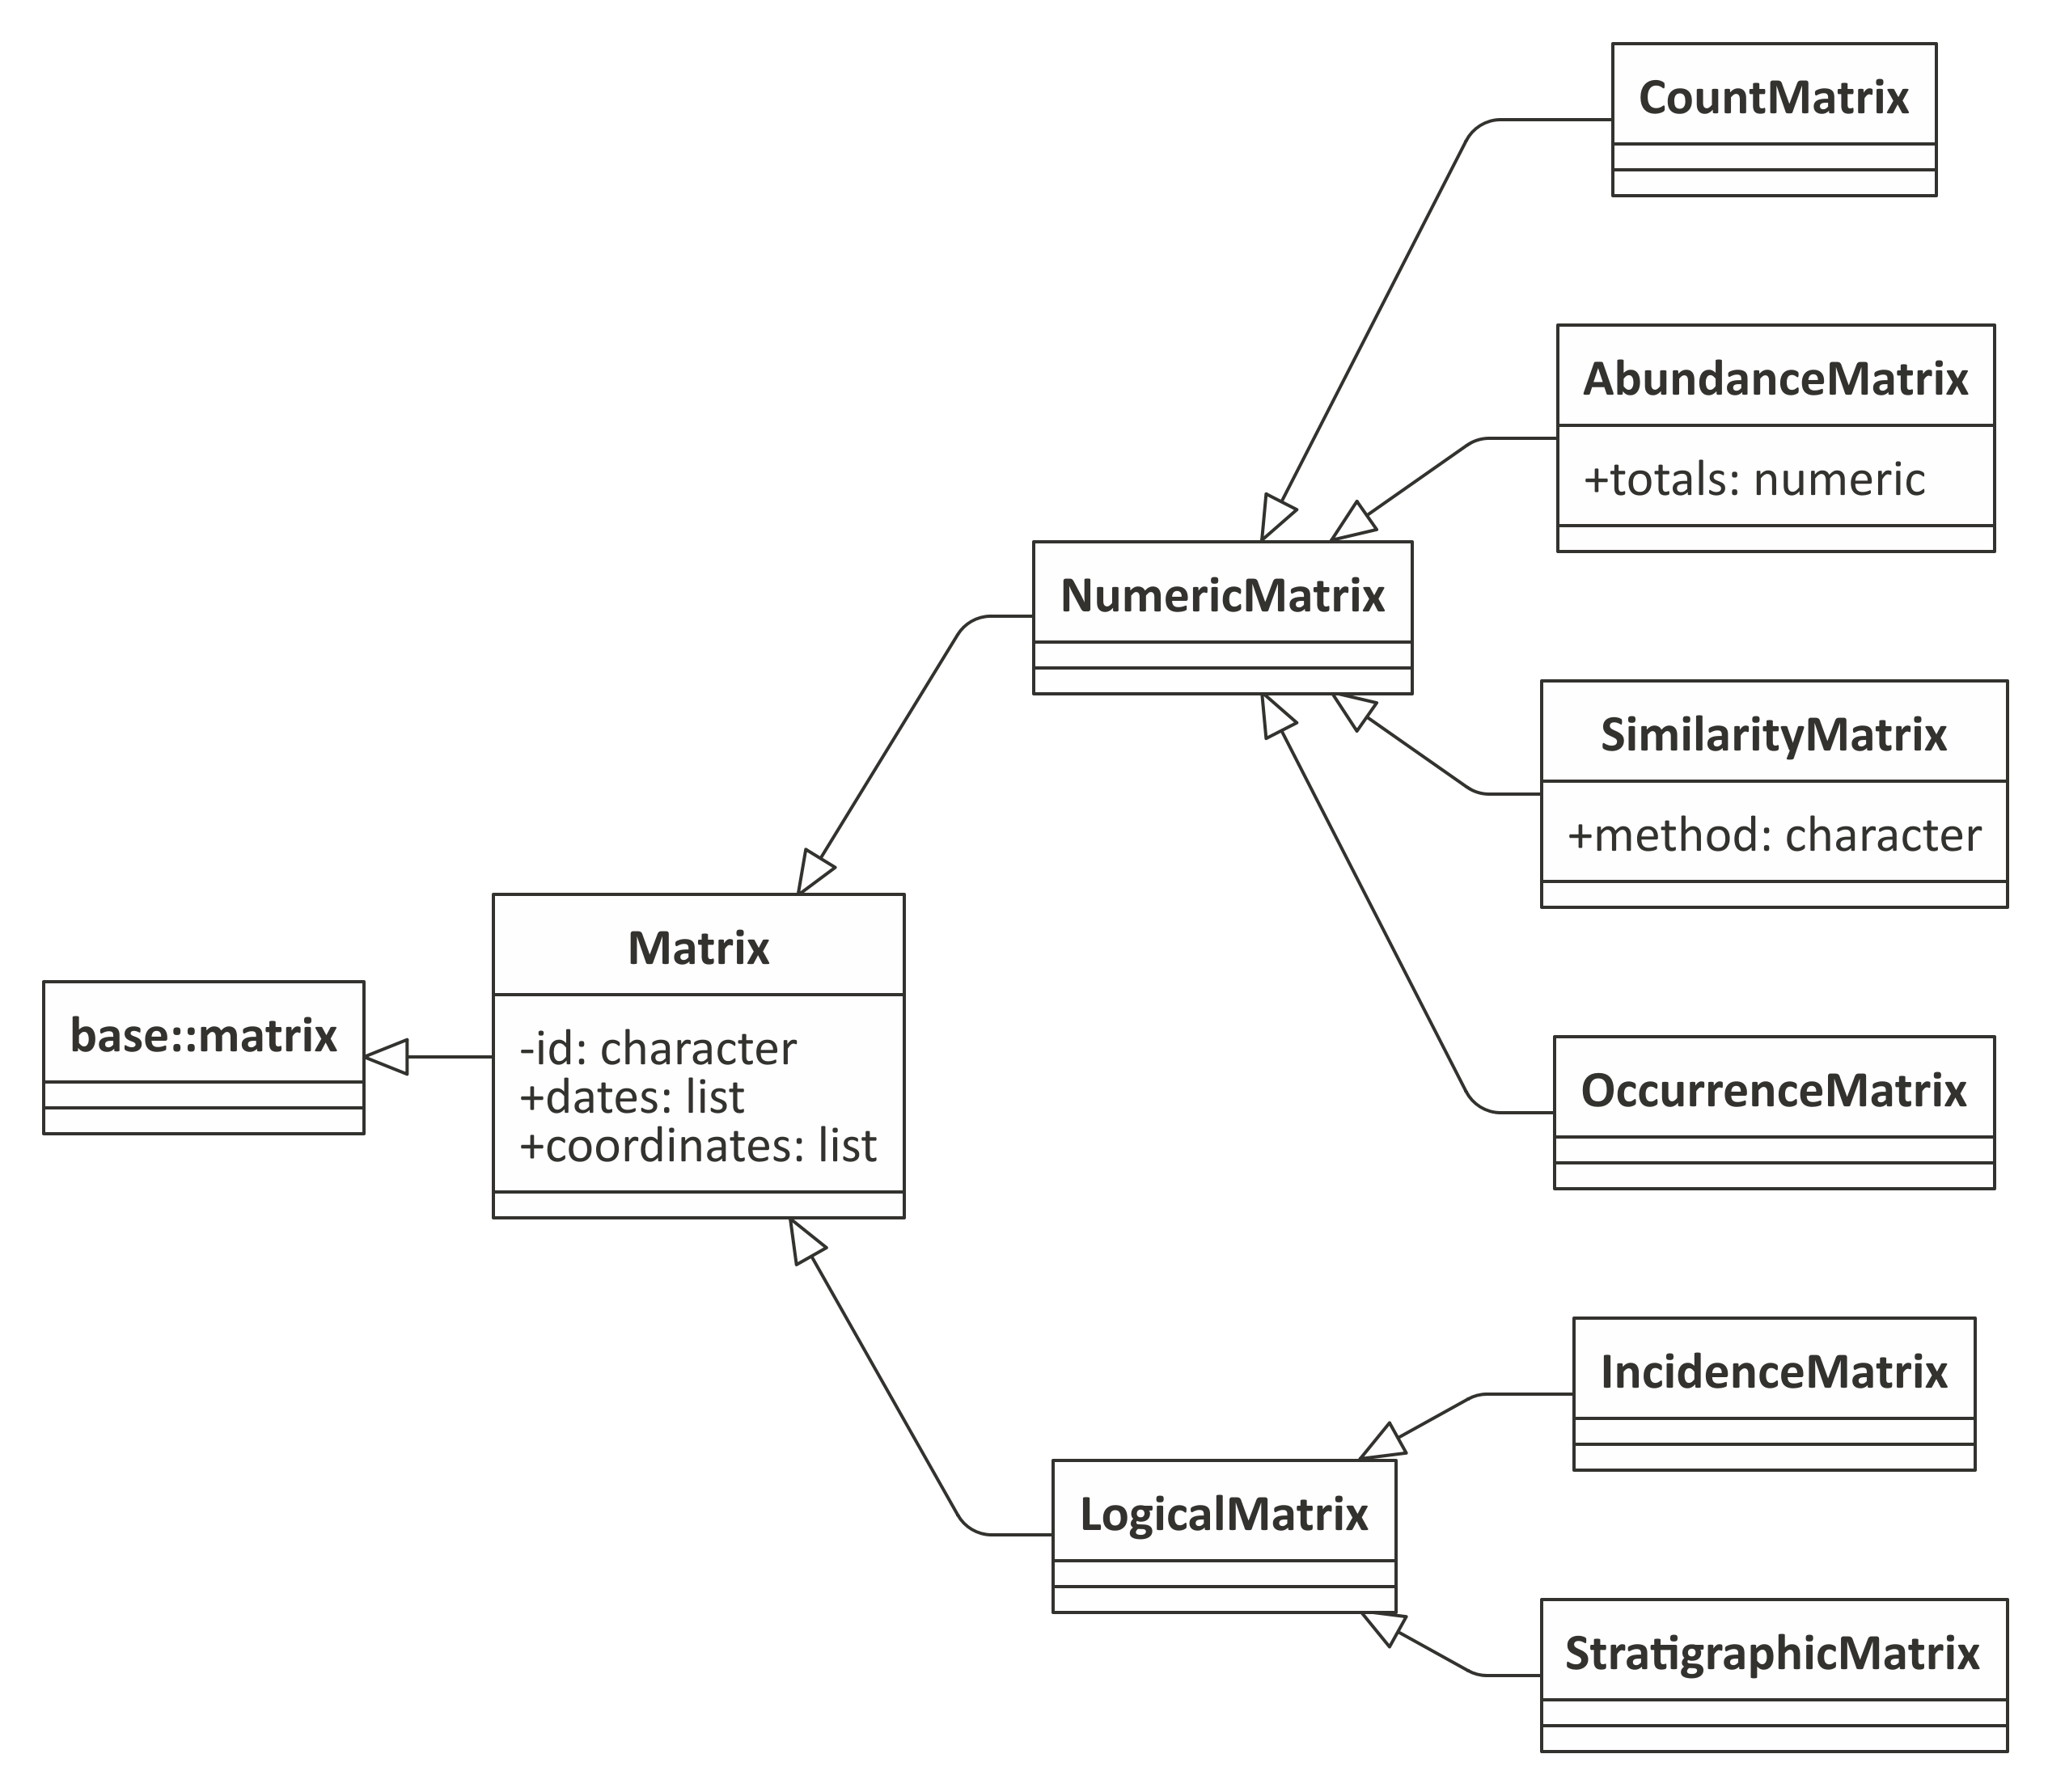 CountMatrix
AbundanceMatrix
+totals: numeric
NumericMatrix
SimilarityMatrix
+method: character
Matrix
-id: character
+dates: list
+coordinates: list
base::matrix
OccurrenceMatrix
IncidenceMatrix
LogicalMatrix
StratigraphicMatrix